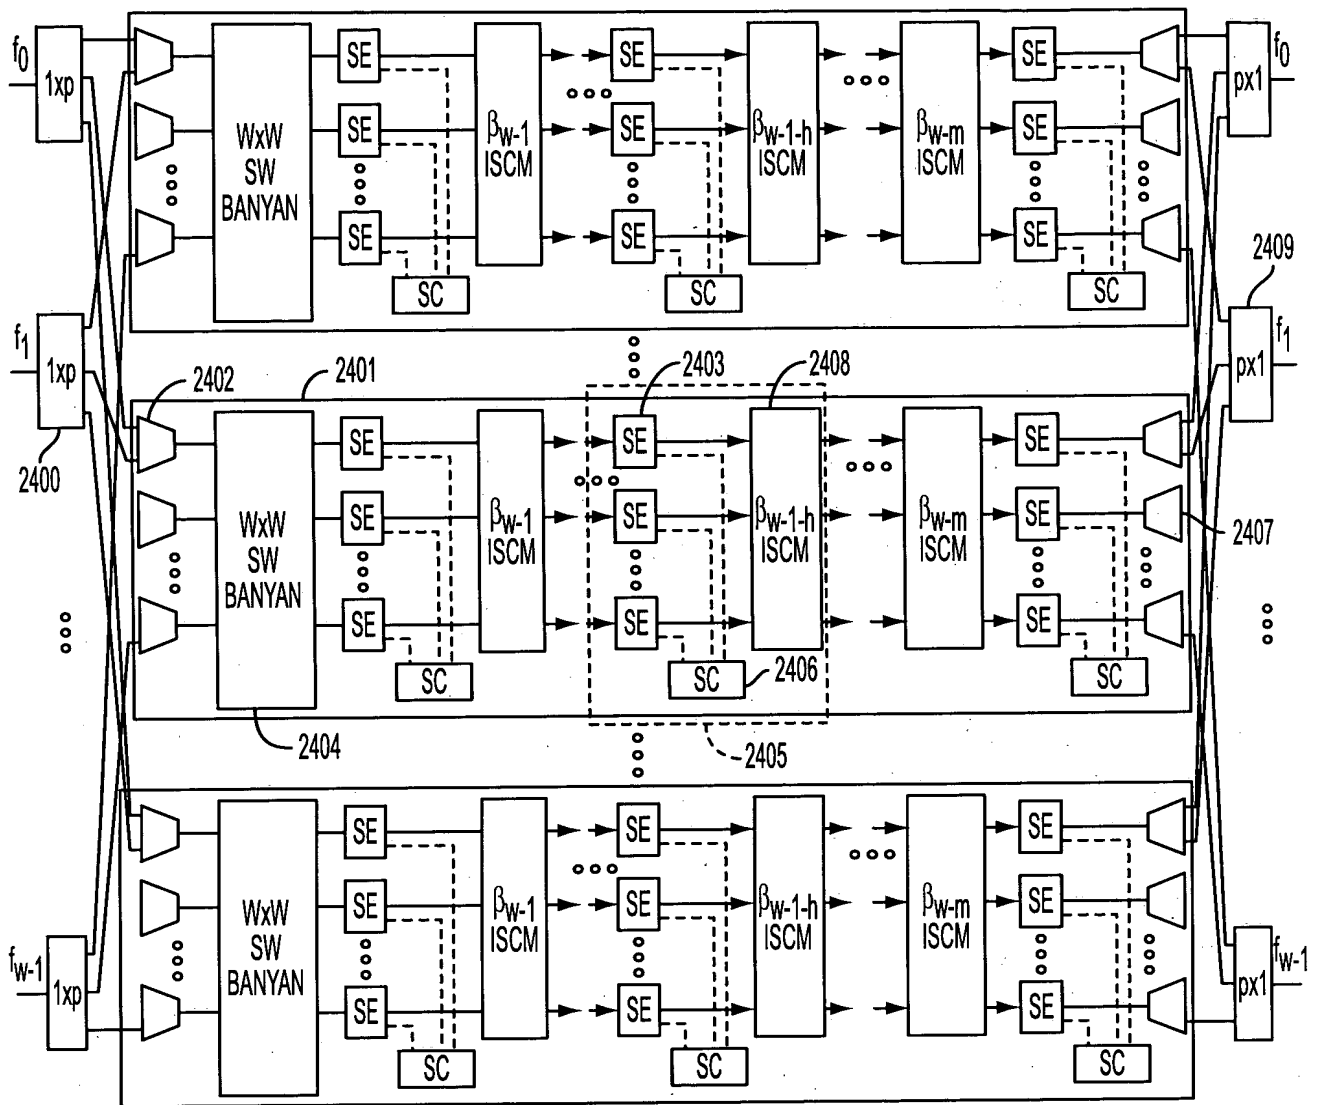 f0
1xp
WxW
SW
BANYAN
SE
SE
SE
SC
βw-1
ISCM
SE
SE
SE
SC
βw-1-h
ISCM
βw-m
ISCM
SE
SE
SE
SC
px1
f0
2409
f1
1xp
2400
2402
2401
2403
2408
WxW
SW
BANYAN
2404
SE
SE
SE
SC
βw-1
ISCM
SE
SE
SE
SC
2406
2405
βw-1-h
ISCM
βw-m
ISCM
SE
SE
SE
SC
2407
px1
f1
fw-1
1xp
WxW
SW
BANYAN
SE
SE
SE
SC
βw-1
ISCM
SE
SE
SE
SC
βw-1-h
ISCM
βw-m
ISCM
SE
SE
SE
SC
px1
fw-1